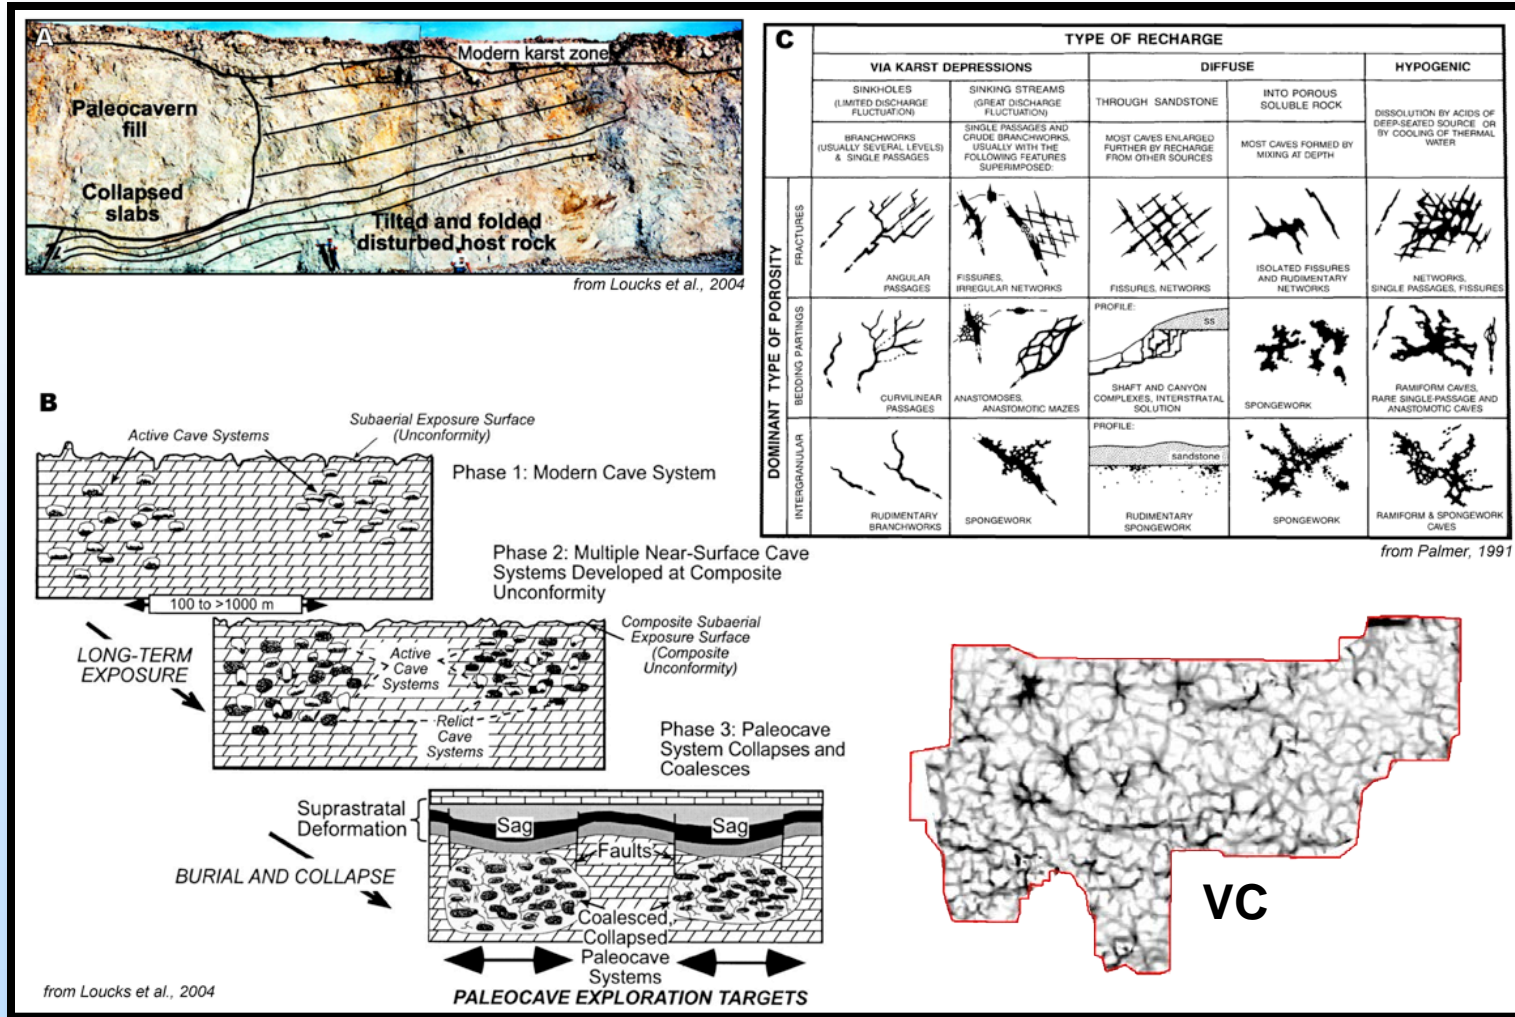 A
Modern karst zone
Paleocavern
fill
Collapsed
slabs
Tilted and folded
disturbed host rock
from Loucks et al., 2004
B
Active Cave Systems
Subaerial Exposure Surface
(Unconformity)
Phase 1: Modern Cave System
100 to >1000 m
LONG-TERM
EXPOSURE
Phase 2: Multiple Near-Surface Cave
Systems Developed at Composite
Unconformity
Active
Cave
Systems
Relict
Cave
Systems
Composite Subaerial
Exposure Surface
(Composite
Unconformity)
Phase 3: Paleocave
System Collapses and
Coalesces
Suprastratal
Deformation
Sag
Sag
Faults
BURIAL AND COLLAPSE
Coalesced,
Collapsed
Paleocave
Systems
PALEOCAVE EXPLORATION TARGETS
from Loucks et al., 2004
C
TYPE OF RECHARGE
VIA KARST DEPRESSIONS
DIFFUSE
HYPOGENIC
SINKHOLES
(LIMITED DISCHARGE
FLUCTUATION)
SINKING STREAMS
(GREAT DISCHARGE
FLUCTUATION)
THROUGH SANDSTONE
INTO POROUS
SOLUBLE ROCK
DISSOLUTION BY ACIDS OF
DEEP-SEATED SOURCE OR
BY COOLING OF THERMAL
WATER
BRANCHWORKS
(USUALLY SEVERAL LEVELS)
& SINGLE PASSAGES
SINGLE PASSAGES AND
CRUDE BRANCHWORKS,
USUALLY WITH THE
FOLLOWING FEATURES
SUPERIMPOSED:
MOST CAVES ENLARGED
FURTHER BY RECHARGE
FROM OTHER SOURCES
MOST CAVES FORMED BY
MIXING AT DEPTH
DOMINANT TYPE OF POROSITY
FRACTURES
ANGULAR
PASSAGES
FISSURES,
IRREGULAR NETWORKS
FISSURES, NETWORKS
ISOLATED FISSURES
AND RUDIMENTARY
NETWORKS
NETWORKS,
SINGLE PASSAGES, FISSURES
BEDDING PARTINGS
CURVILINEAR
PASSAGES
ANASTOMOSES,
ANASTOMOTIC MAZES
PROFILE:
SS
SHAFT AND CANYON
COMPLEXES, INTERSTRATAL
SOLUTION
SPONGEWORK
RAMIFORM CAVES,
RARE SINGLE-PASSAGE AND
ANASTOMOTIC CAVES
INTERGRANULAR
RUDIMENTARY
BRANCHWORKS
SPONGEWORK
PROFILE:
sandstone
RUDIMENTARY
SPONGEWORK
SPONGEWORK
RAMIFORM & SPONGEWORK
CAVES
from Palmer, 1991
VC